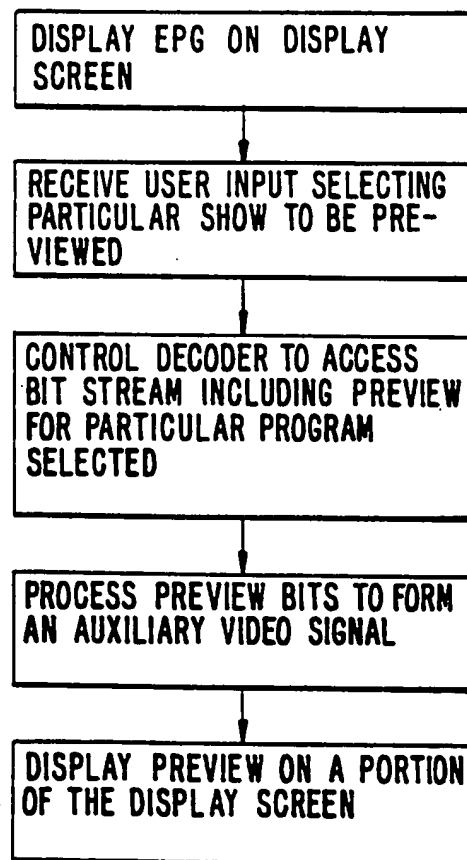 DISPLAY EPG ON DISPLAY
SCREEN
RECEIVE USER INPUT SELECTING
PARTICULAR SHOW TO BE PRE-
VIEWED
CONTROL DECODER TO ACCESS
BIT STREAM INCLUDING PREVIEW
FOR PARTICULAR PROGRAM
SELECTED
PROCESS PREVIEW BITS TO FORM
AN AUXILIARY VIDEO SIGNAL
DISPLAY PREVIEW ON A PORTION
OF THE DISPLAY SCREEN